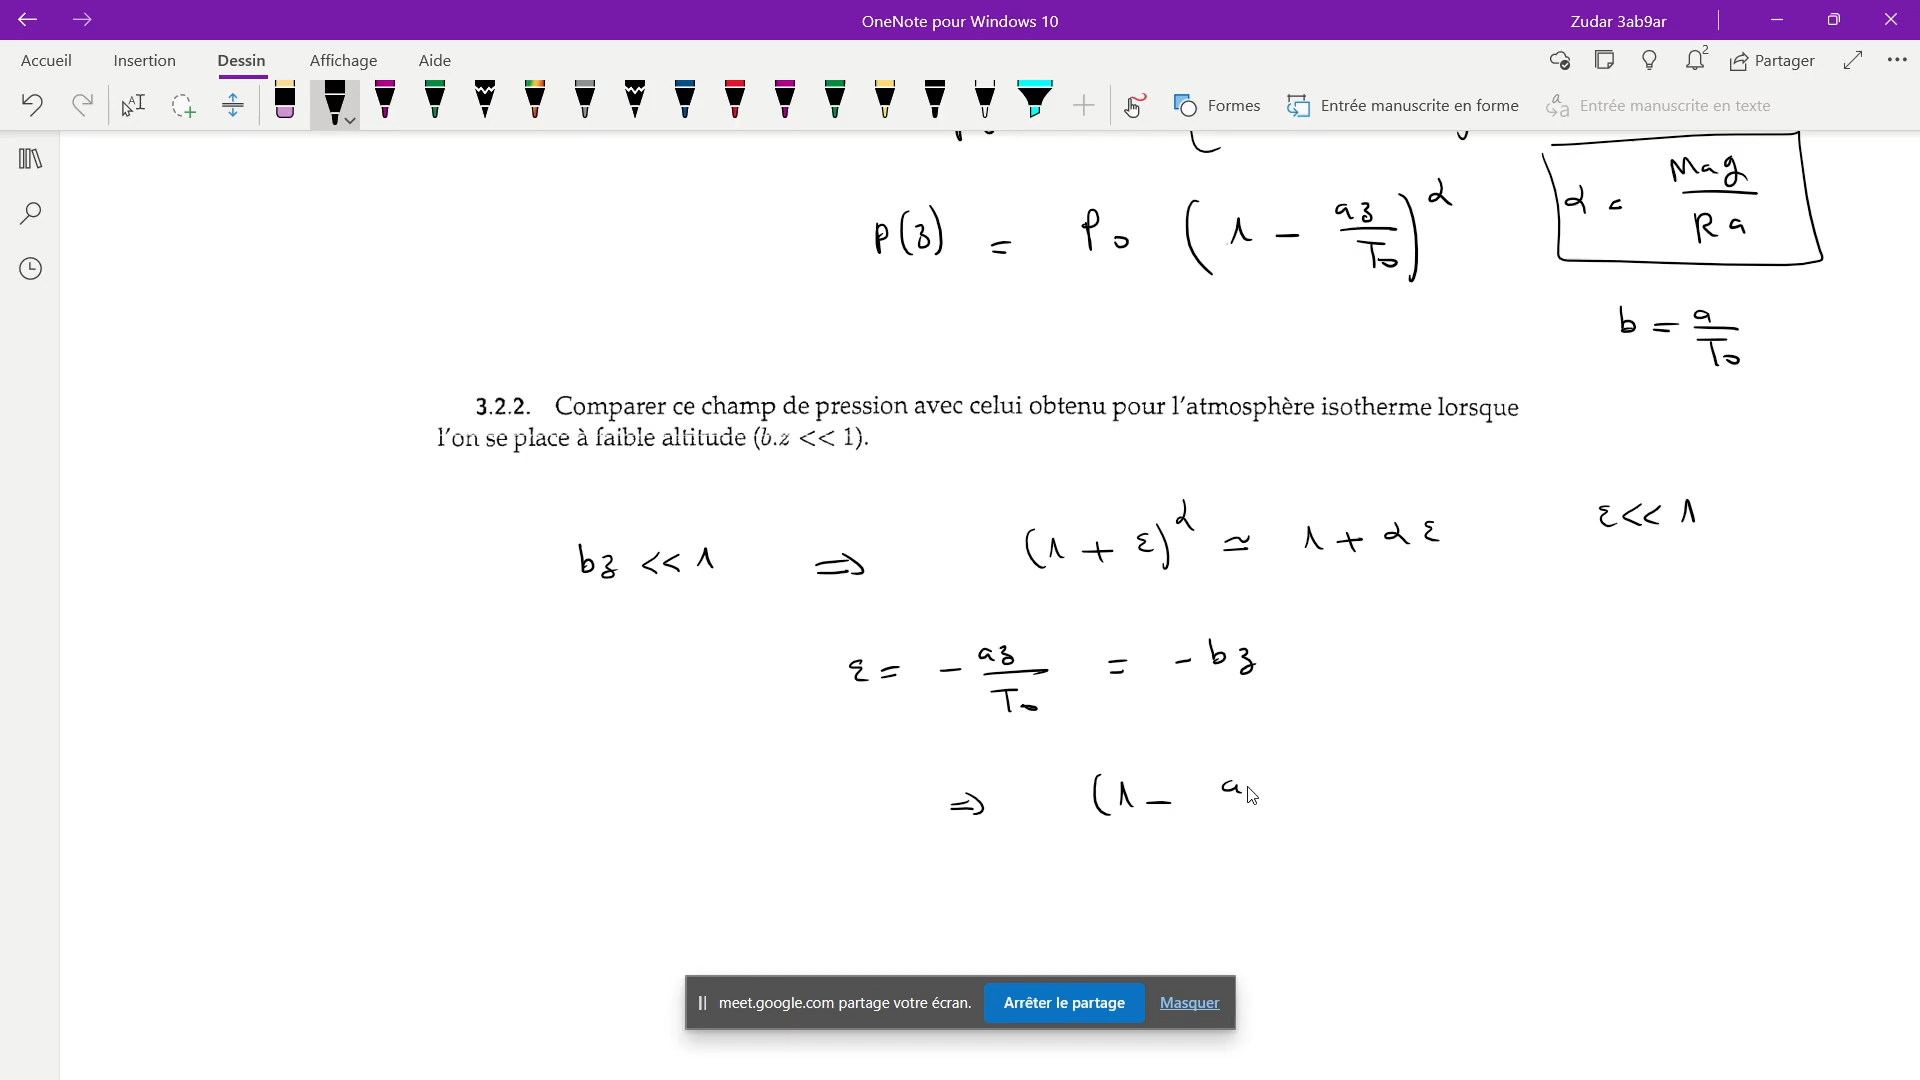 OneNote pour Windows 10
Zudar 3ab9ar
Accueil Insertion Dessin Affichage Aide
2
Partager
Formes Entrée manuscrite en forme Entrée manuscrite en texte
P(z) = P₀ (1 − az/T₀)^α
α = Mag/Ra
b = a/T₀
3.2.2. Comparer ce champ de pression avec celui obtenu pour l'atmosphère isotherme lorsque
l'on se place à faible altitude (b.z << 1).
bz << 1 ⇒ (1 + ε)^α ≃ 1 + α ε ε << 1
ε = − az/T₀ = − bz
⇒ (1 − a
meet.google.com partage votre écran. Arrêter le partage Masquer